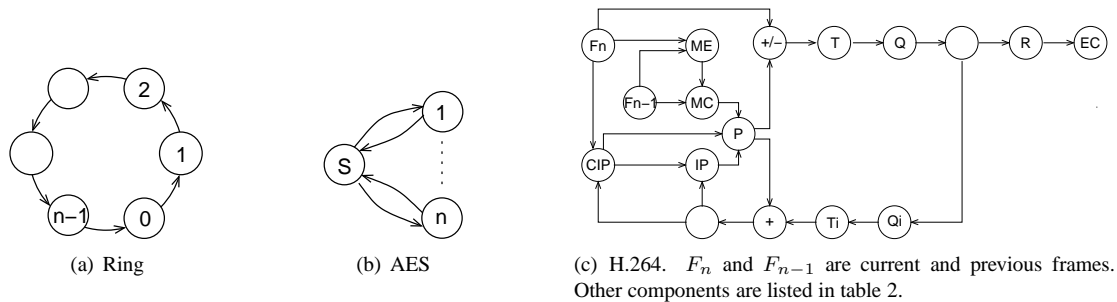 Fn
ME
+/−
T
Q
R
EC
Fn−1
MC
P
CIP
IP
+
Ti
Qi
2
1
n−1
0
(a) Ring
1
S
n
(b) AES
(c) H.264. Fn and Fn−1 are current and previous frames.
Other components are listed in table 2.